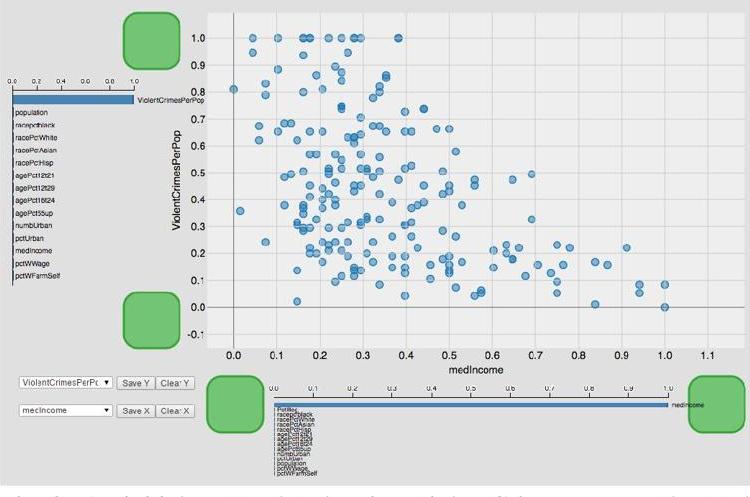 0.0 0.2 0.4 0.6 0.8 1.0
ViolentCrimesPerPop
population
racepctblack
racePctWhite
racePctAsian
racePctHisp
agePct12t21
agePct12t29
agePct16t24
agePct65up
numbUrban
pctUrban
medIncome
pctWWage
pctWFarmSelf
ViolentCrimesPerPop
1.0
0.9
0.8
0.7
0.6
0.5
0.4
0.3
0.2
0.1
0.0
-0.1
0.0 0.1 0.2 0.3 0.4 0.5 0.6 0.7 0.8 0.9 1.0 1.1
medIncome
ViolentCrimesPerPc Save Y Clear Y
medIncome Save X Clear X
0.0 0.1 0.2 0.3 0.4 0.5 0.6 0.7 0.8 0.9 1.0
medIncome
racepctblack
racePctWhite
racePctAsian
racePctHisp
agePct12t21
agePct12t29
agePct16t24
agePct65up
numbUrban
pctUrban
population
pctWWage
pctWFarmSelf